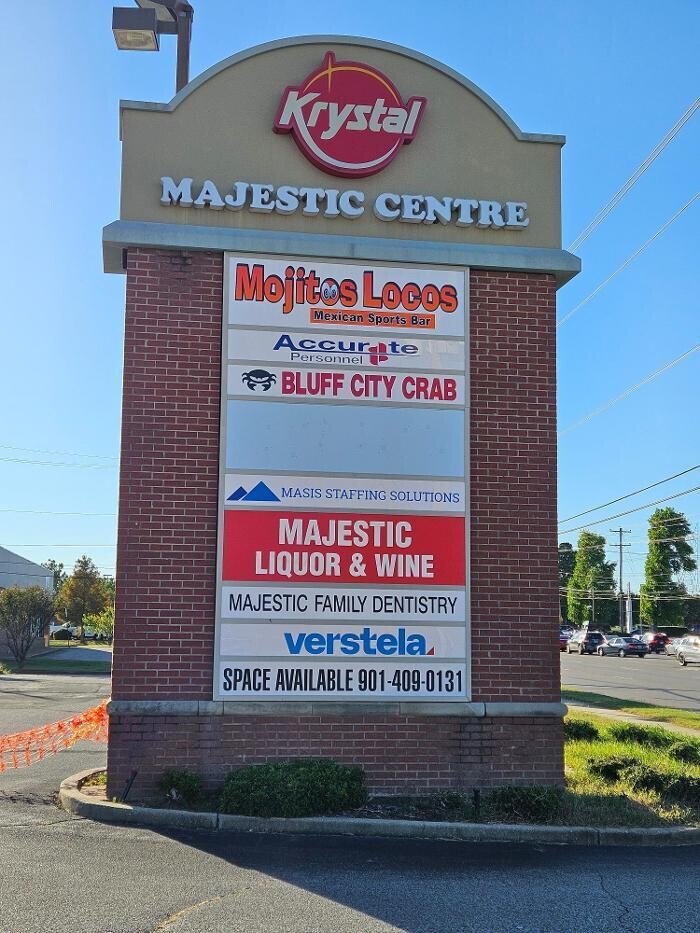 Krystal
MAJESTIC CENTRE
Mojitos Locos
Mexican Sports Bar
Accurate
Personnel
BLUFF CITY CRAB
MASIS STAFFING SOLUTIONS
MAJESTIC
LIQUOR & WINE
MAJESTIC FAMILY DENTISTRY
verstela
SPACE AVAILABLE 901-409-0131